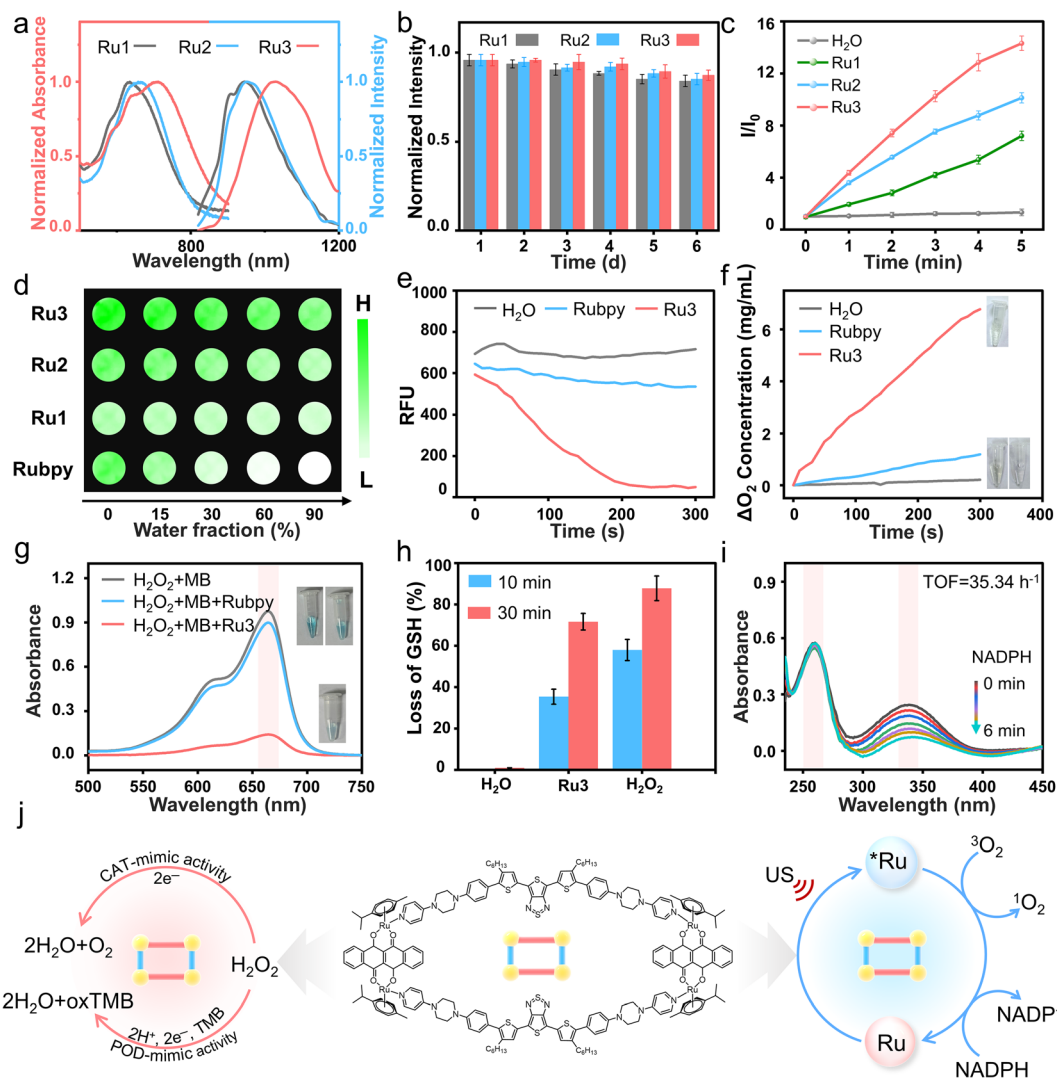 a
Ru1 Ru2 Ru3
Normalized Absorbance
Normalized Intensity
1.0
0.5
0.0
1.0
0.5
0.0
800 1200
Wavelength (nm)
b
Ru1 Ru2 Ru3
Normalized Intensity
1.0
0.5
0.0
1 2 3 4 5 6
Time (d)
c
H₂O
Ru1
Ru2
Ru3
I/I₀
16
12
8
4
0
0 1 2 3 4 5
Time (min)
d
Ru3
Ru2
Ru1
Rubpy
H
L
0 15 30 60 90
Water fraction (%)
e
H₂O Rubpy Ru3
RFU
1000
800
600
400
200
0
0 100 200 300
Time (s)
f
H₂O
Rubpy
Ru3
ΔO₂ Concentration (mg/mL)
6
4
2
0
0 100 200 300 400
Time (s)
g
H₂O₂+MB
H₂O₂+MB+Rubpy
H₂O₂+MB+Ru3
Absorbance
1.2
0.9
0.6
0.3
0.0
500 550 600 650 700 750
Wavelength (nm)
h
10 min
30 min
Loss of GSH (%)
100
80
60
40
20
0
H₂O Ru3 H₂O₂
i
TOF=35.34 h⁻¹
NADPH
0 min
6 min
Absorbance
0.9
0.6
0.3
0.0
250 300 350 400 450
Wavelength (nm)
j
CAT-mimic activity
2e⁻
2H₂O+O₂
H₂O₂
2H₂O+oxTMB
2H⁺, 2e⁻, TMB
POD-mimic activity
C₆H₁₃ C₆H₁₃
S S S
N N N S N N N
Ru Ru
O O O O
O O O O
Ru Ru
N N N N S N N N N
S S S
C₆H₁₃ C₆H₁₃
US
*Ru
³O₂
¹O₂
Ru
NADP⁺
NADPH